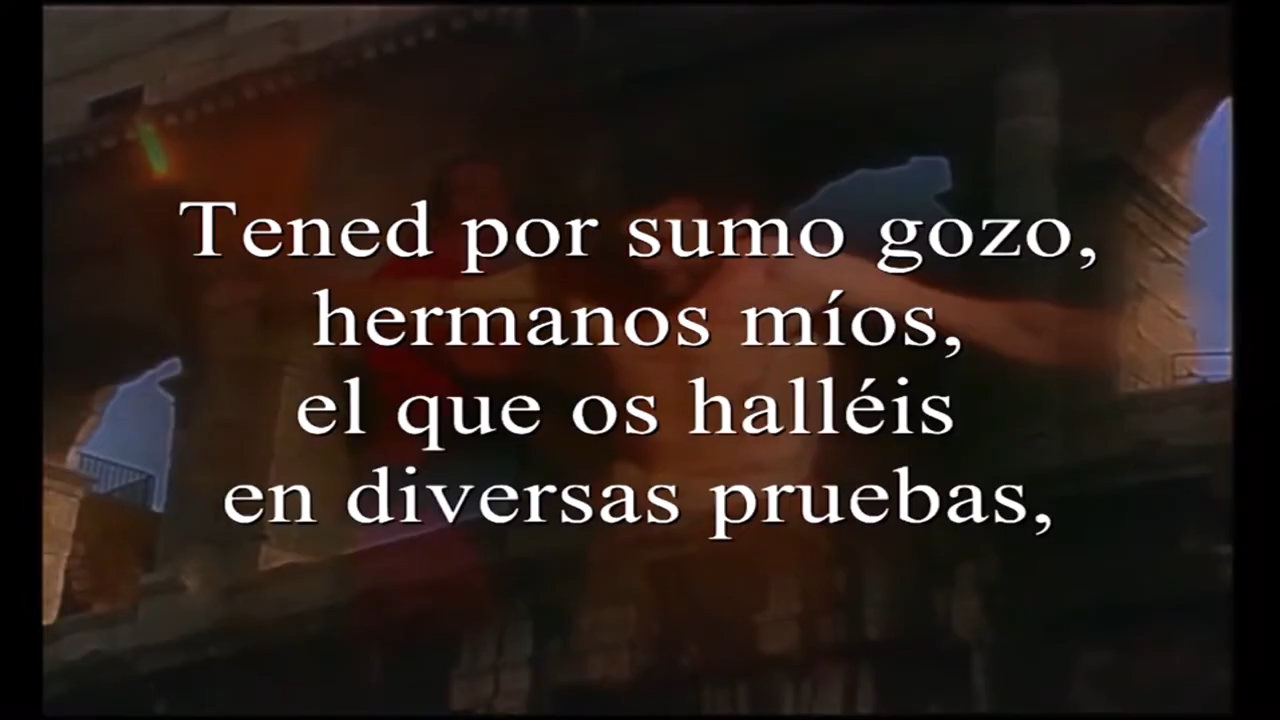 Tened por sumo gozo,
hermanos míos,
el que os halléis
en diversas pruebas,